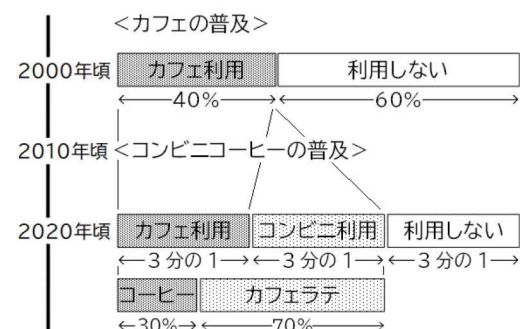 <カフェの普及>
2000年頃 カフェ利用 利用しない
40% 60%
2010年頃 <コンビニコーヒーの普及>
2020年頃 カフェ利用 コンビニ利用 利用しない
3分の1 3分の1 3分の1
コーヒー カフェラテ
30% 70%